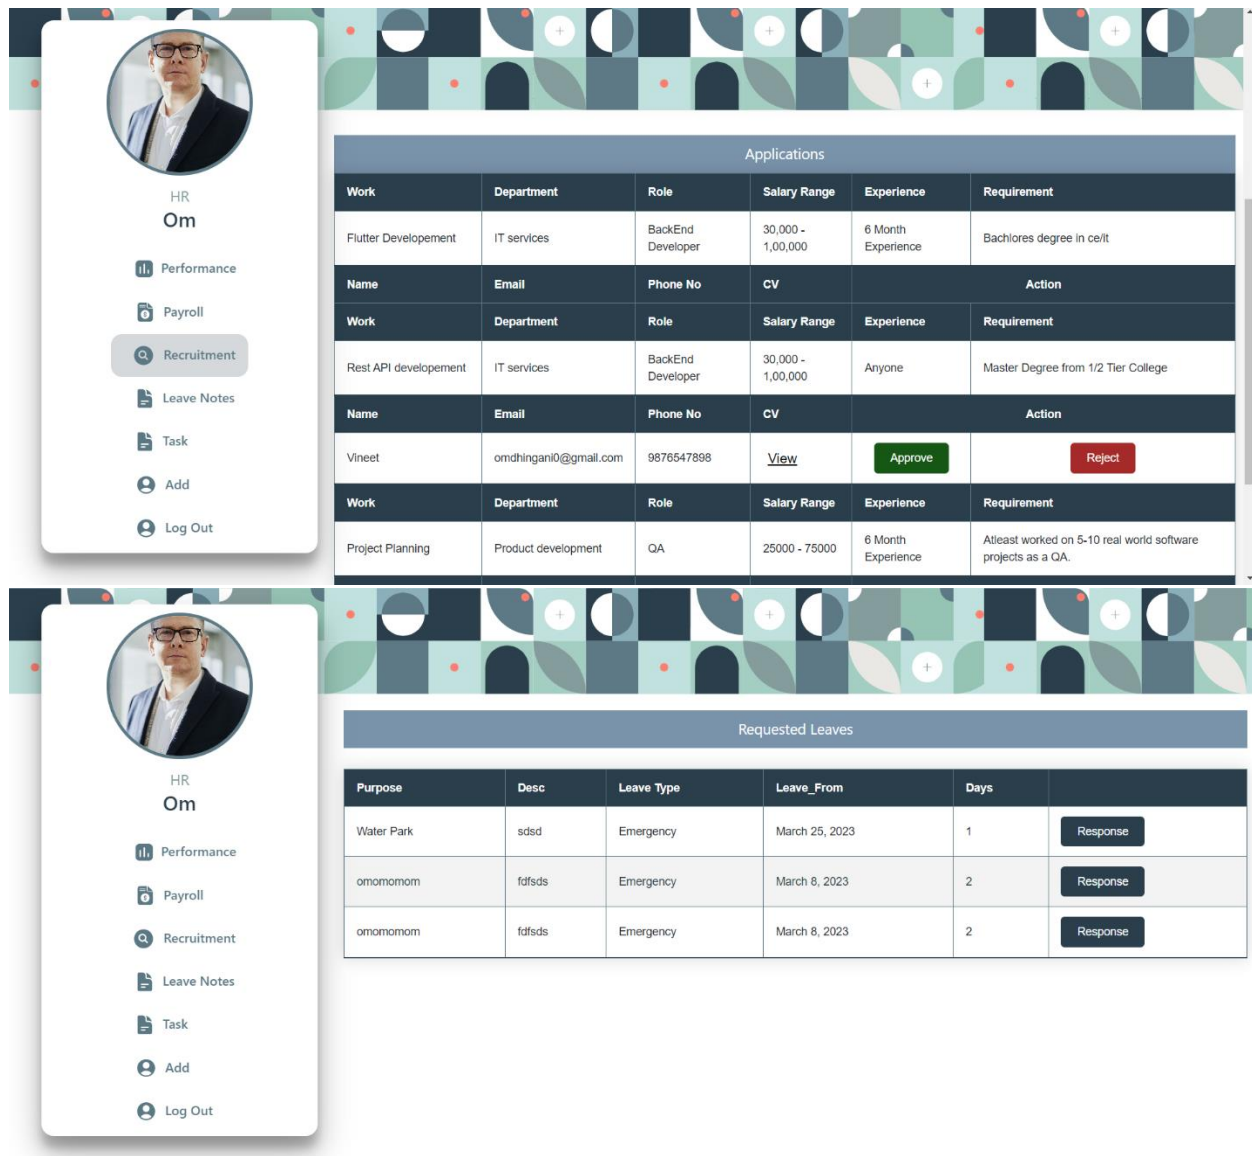 HR
Om
Performance
Payroll
Recruitment
Leave Notes
Task
Add
Log Out
Applications
Work Department Role Salary Range Experience Requirement
Flutter Developement IT services BackEnd Developer 30,000 - 1,00,000 6 Month Experience Bachlores degree in ce/it
Name Email Phone No CV Action
Work Department Role Salary Range Experience Requirement
Rest API developement IT services BackEnd Developer 30,000 - 1,00,000 Anyone Master Degree from 1/2 Tier College
Name Email Phone No CV Action
Vineet omdhingani0@gmail.com 9876547898 View Approve Reject
Work Department Role Salary Range Experience Requirement
Project Planning Product development QA 25000 - 75000 6 Month Experience Atleast worked on 5-10 real world software projects as a QA.
HR
Om
Performance
Payroll
Recruitment
Leave Notes
Task
Add
Log Out
Requested Leaves
Purpose Desc Leave Type Leave_From Days
Water Park sdsd Emergency March 25, 2023 1 Response
omomomom fdfsds Emergency March 8, 2023 2 Response
omomomom fdfsds Emergency March 8, 2023 2 Response